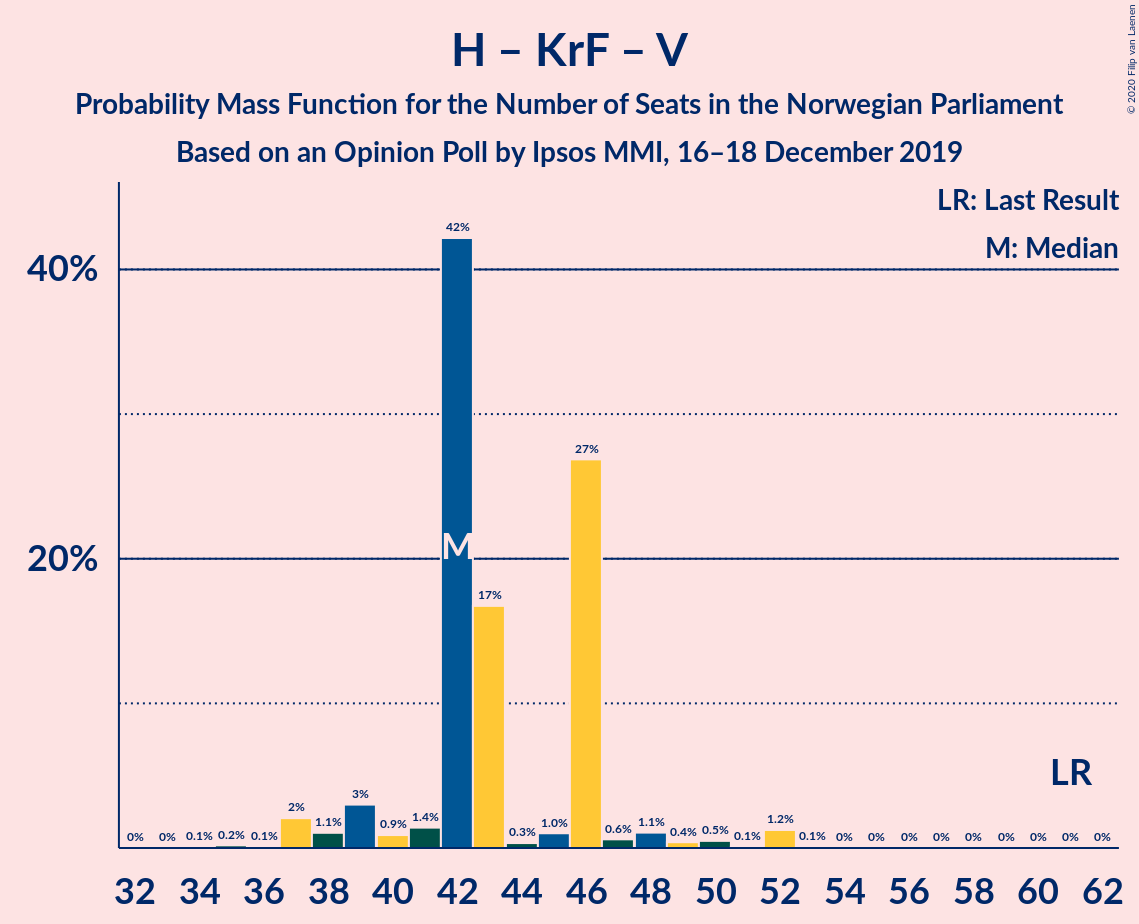 © 2020 Filip van Laenen
H – KrF – V
Probability Mass Function for the Number of Seats in the Norwegian Parliament
Based on an Opinion Poll by Ipsos MMI, 16–18 December 2019
LR: Last Result
M: Median
40%
20%
42%
27%
17%
M
LR
0% 0% 0.1% 0.2% 0.1% 2% 1.1% 3% 0.9% 1.4% 0.3% 1.0% 0.6% 1.1% 0.4% 0.5% 0.1% 1.2% 0.1% 0% 0% 0% 0% 0% 0% 0% 0% 0%
32 34 36 38 40 42 44 46 48 50 52 54 56 58 60 62